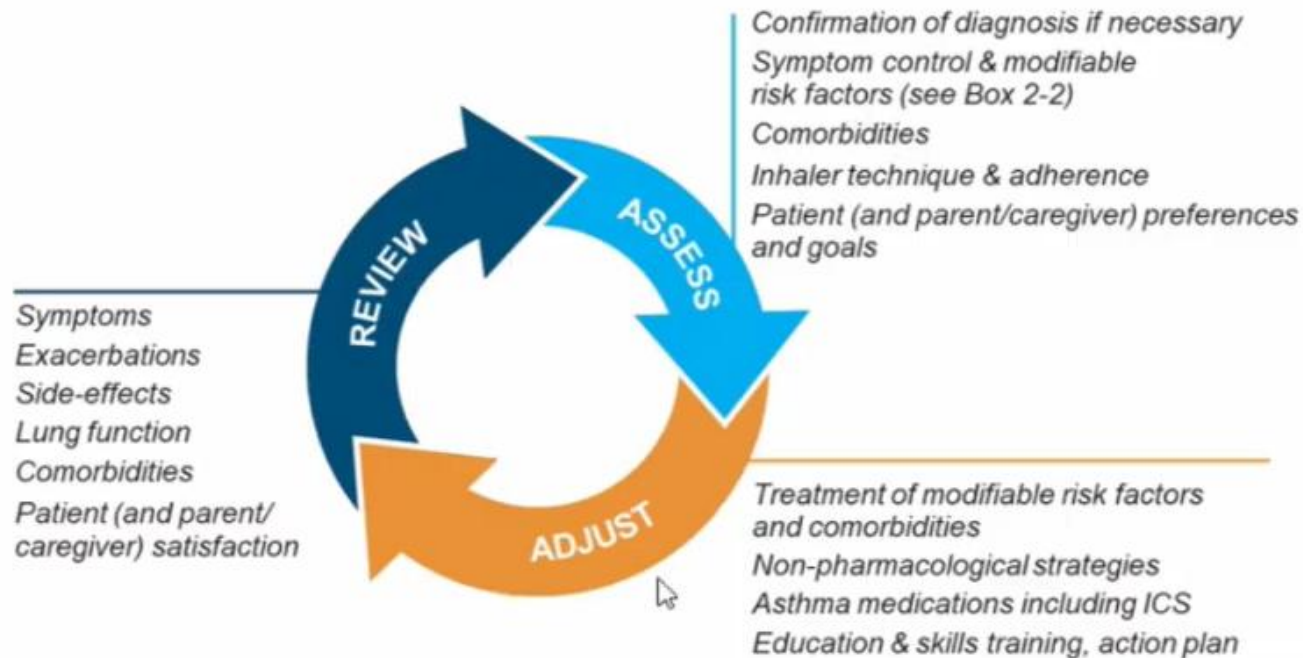 Confirmation of diagnosis if necessary
Symptom control & modifiable
risk factors (see Box 2-2)
Comorbidities
Inhaler technique & adherence
Patient (and parent/caregiver) preferences
and goals
ASSESS
REVIEW
Symptoms
Exacerbations
Side-effects
Lung function
Comorbidities
Patient (and parent/
caregiver) satisfaction
ADJUST
Treatment of modifiable risk factors
and comorbidities
Non-pharmacological strategies
Asthma medications including ICS
Education & skills training, action plan